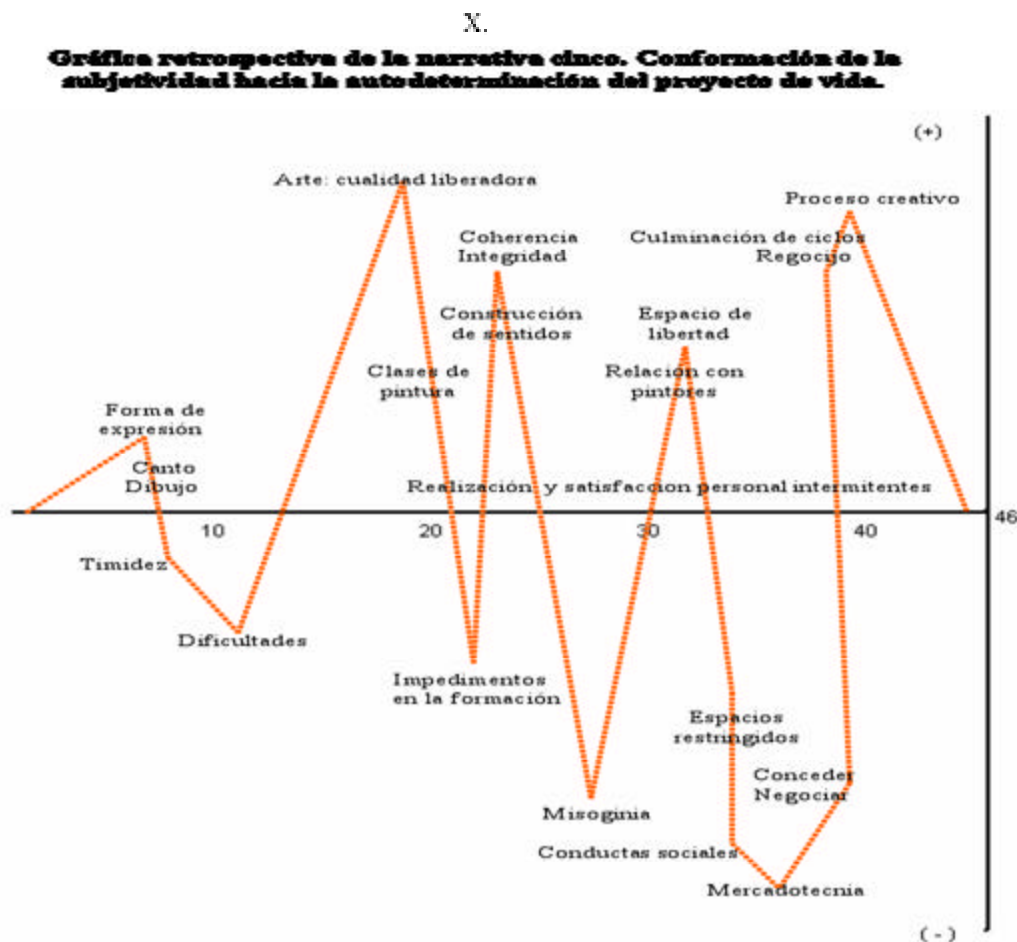 X.
Gráfica retrospectiva de la narrativa cinco. Conformación de la
subjetividad hacia la autodeterminación del proyecto de vida.
(+)
Arte: cualidad liberadora
Proceso creativo
Coherencia
Integridad
Culminación de ciclos
Regocijo
Construcción
de sentidos
Espacio de
libertad
Clases de
pintura
Relación con
pintores
Forma de
expresión
Canto
Dibujo
Realización y satisfaccion personal intermitentes
10
20
30
40
46
Timidez
Dificultades
Impedimentos
en la formación
Espacios
restringidos
Conceder
Negociar
Misoginia
Conductas sociales
Mercadotecnia
(-)